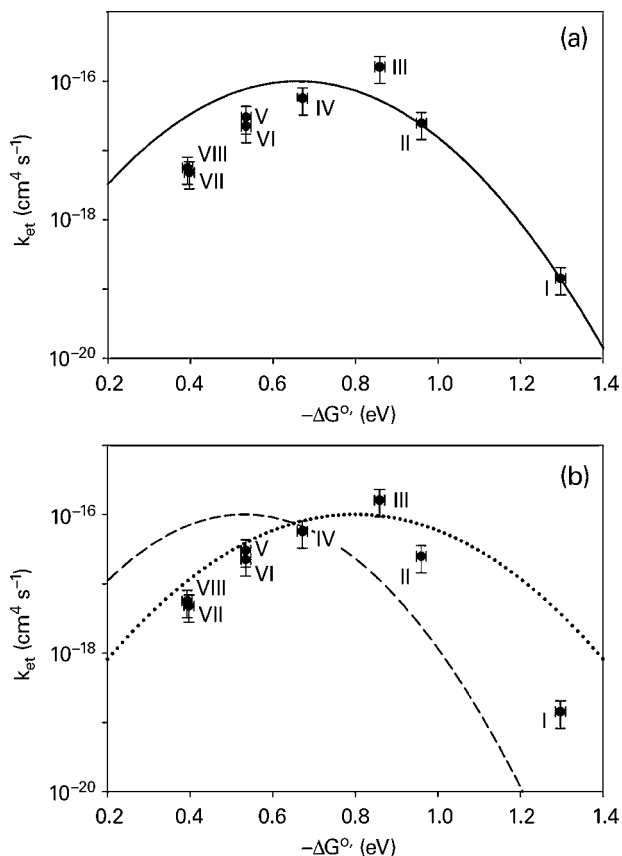 (a)
10⁻¹⁶
10⁻¹⁸
10⁻²⁰
ket (cm⁴ s⁻¹)
III
IV
V
VI
II
VIII
VII
I
0.2 0.4 0.6 0.8 1.0 1.2 1.4
−ΔG°′ (eV)
(b)
10⁻¹⁶
10⁻¹⁸
10⁻²⁰
ket (cm⁴ s⁻¹)
III
IV
V
VI
II
VIII
VII
I
0.2 0.4 0.6 0.8 1.0 1.2 1.4
−ΔG°′ (eV)